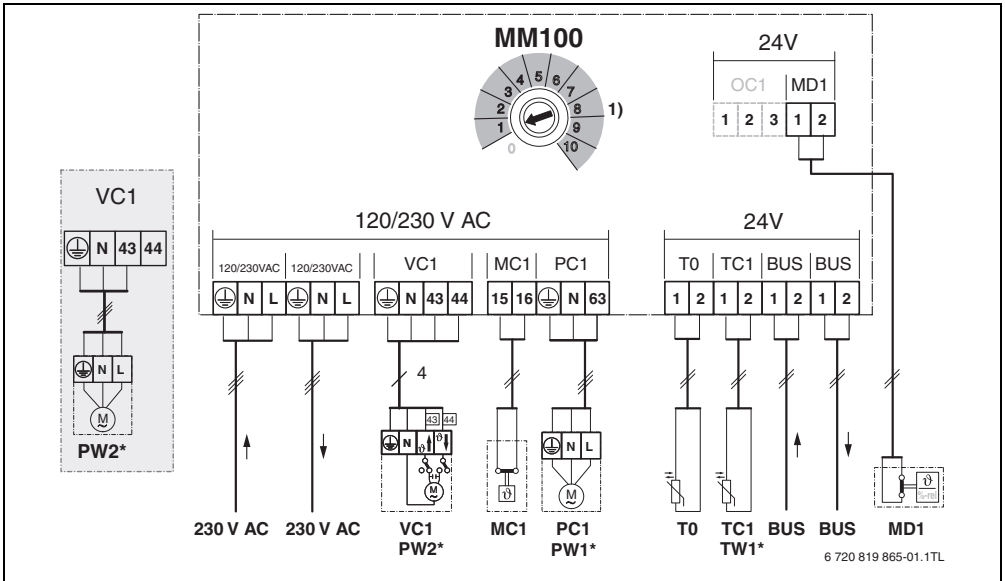 MM100
24V
OC1 MD1
1 2 3 1 2
0 1 2 3 4 5 6 7 8 9 10
1)
VC1
N 43 44
N L
M
~
PW2*
120/230 V AC
24V
120/230VAC 120/230VAC VC1 MC1 PC1 T0 TC1 BUS BUS
N L N L N 43 44 15 16 N 63 1 2 1 2 1 2 1 2
4
43 44
N ϑ ϑ
N L
M
~
ϑ
M
~
ϑ
%-rel
230 V AC 230 V AC VC1 MC1 PC1 T0 TC1 BUS BUS MD1
PW2* PW1* TW1*
6 720 819 865-01.1TL